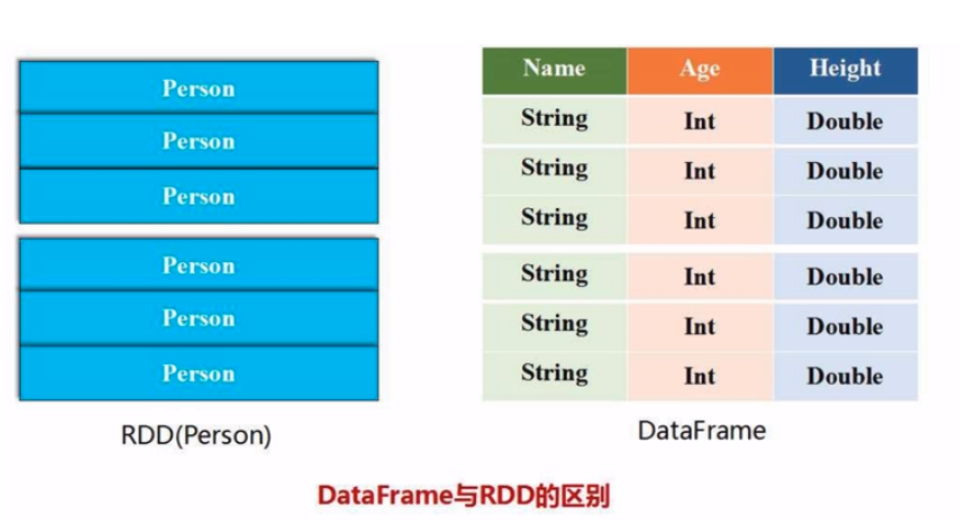 Person
Person
Person
Person
Person
Person
RDD(Person)
Name Age Height
String Int Double
String Int Double
String Int Double
String Int Double
String Int Double
String Int Double
DataFrame
DataFrame与RDD的区别